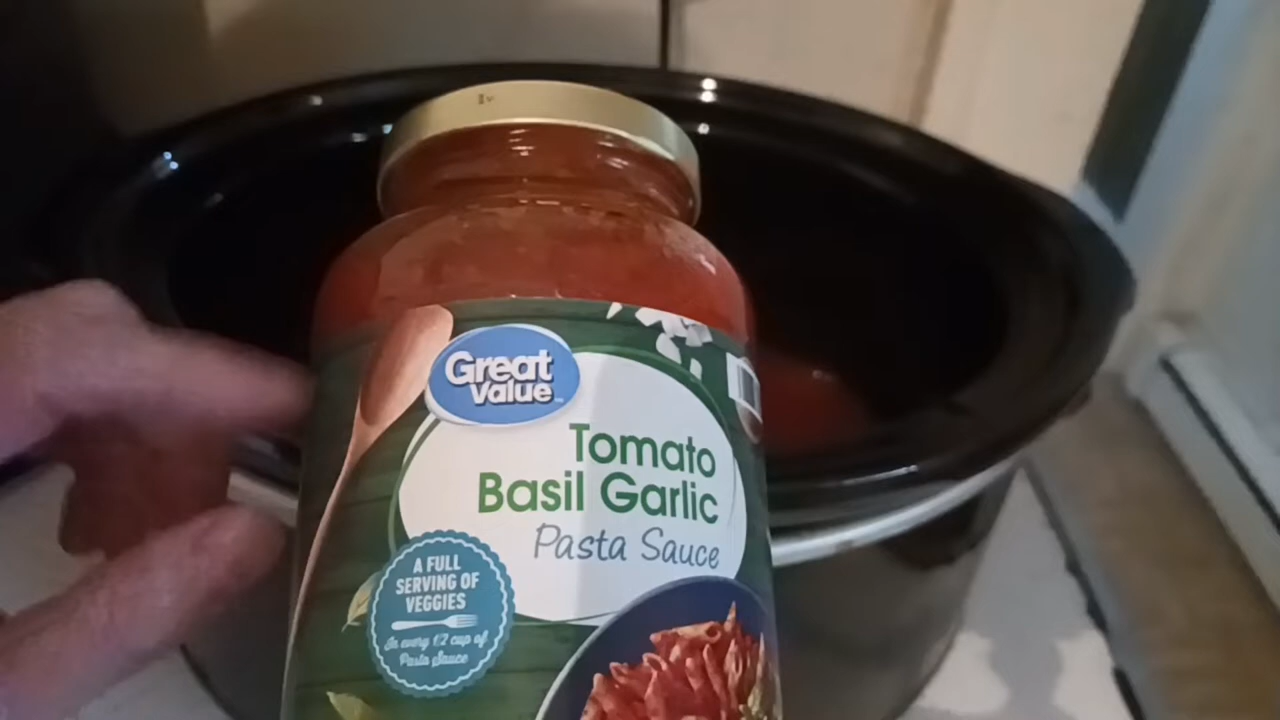 Great
Value
Tomato
Basil Garlic
Pasta Sauce
A FULL
SERVING OF
VEGGIES
In every 1/2 cup of
Pasta Sauce